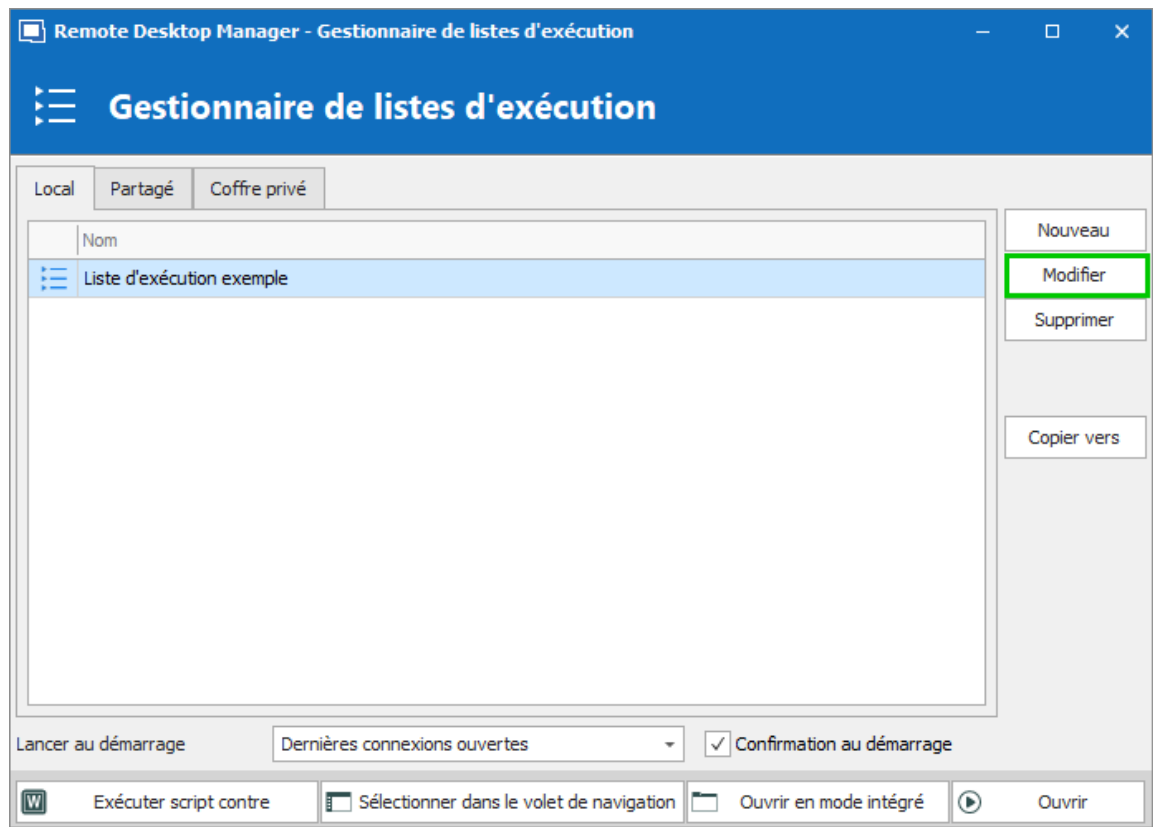 Remote Desktop Manager - Gestionnaire de listes d'exécution
Gestionnaire de listes d'exécution
Local Partagé Coffre privé
Nom
Liste d'exécution exemple
Nouveau
Modifier
Supprimer
Copier vers
Lancer au démarrage Dernières connexions ouvertes Confirmation au démarrage
W Exécuter script contre Sélectionner dans le volet de navigation Ouvrir en mode intégré Ouvrir